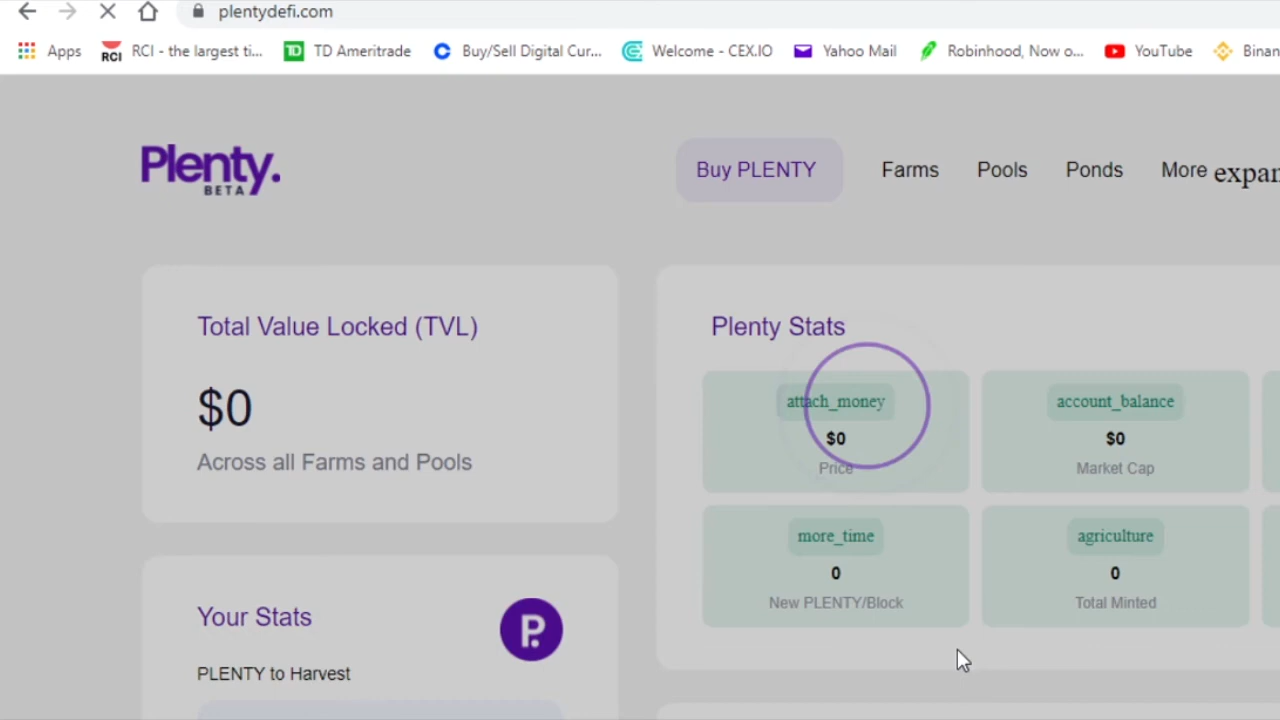 plentydefi.com
Apps RCI - the largest ti... TD Ameritrade Buy/Sell Digital Cur... Welcome - CEX.IO Yahoo Mail Robinhood, Now o... YouTube Binan
Plenty.
BETA
Buy PLENTY Farms Pools Ponds More expan
Total Value Locked (TVL)
$0
Across all Farms and Pools
Plenty Stats
attach_money
$0
Price
account_balance
$0
Market Cap
more_time
0
New PLENTY/Block
agriculture
0
Total Minted
Your Stats
PLENTY to Harvest